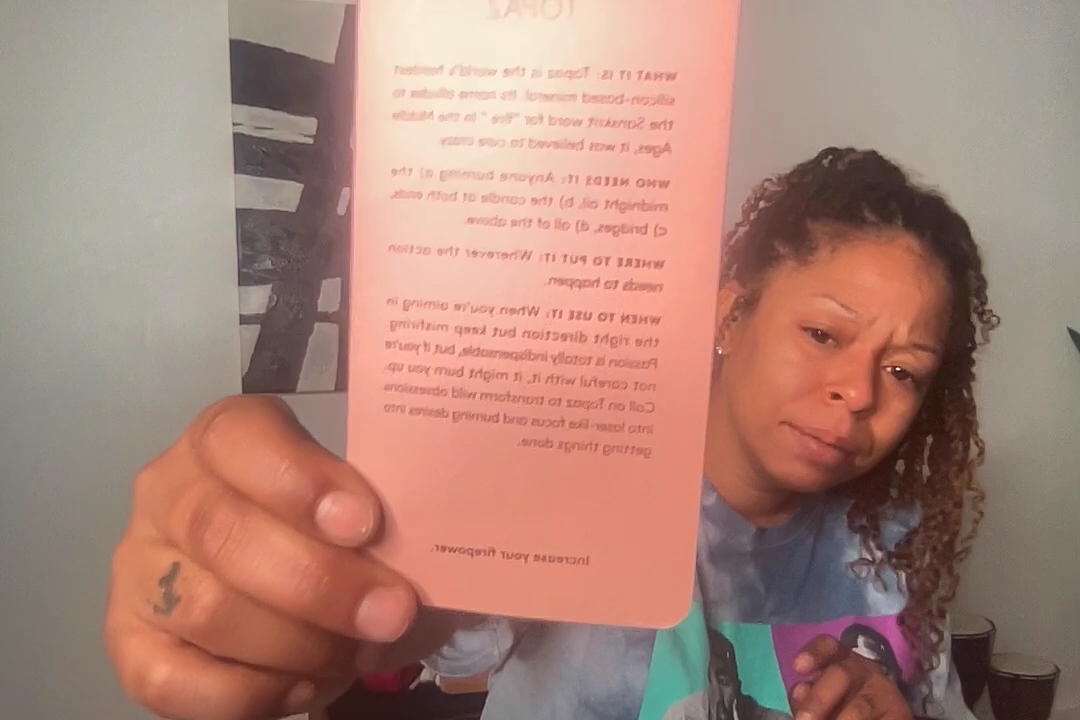 TOPAZ
WHAT IT IS: Topaz is the world's hardest
silicon-based mineral. Its name alludes to
the Sanskrit word for "fire." In the Middle
Ages, it was believed to cure crazy.
WHO NEEDS IT: Anyone burning a) the
midnight oil, b) the candle at both ends,
c) bridges, d) all of the above.
WHERE TO PUT IT: Wherever the action
needs to happen.
WHEN TO USE IT: When you're aiming in
the right direction but keep misfiring.
Passion is totally indispensable, but if you're
not careful with it, it might burn you up.
Call on Topaz to transform wild obsessions
into laser-like focus and burning desires into
getting things done.
Increase your firepower.